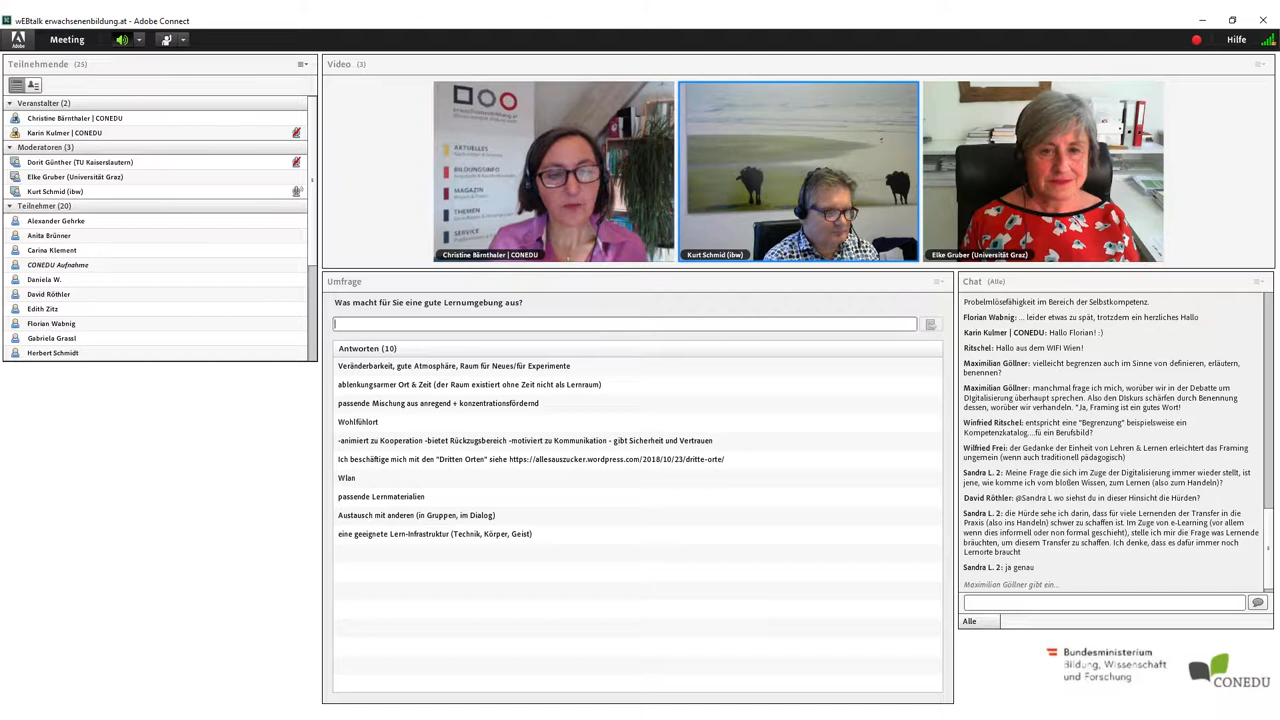 wEBtalk erwachsenenbildung.at - Adobe Connect
Adobe
Meeting
Hilfe
Teilnehmende (25)
Veranstalter (2)
Christine Bärnthaler | CONEDU
Karin Kulmer | CONEDU
Moderatoren (3)
Dorit Günther (TU Kaiserslautern)
Elke Gruber (Universität Graz)
Kurt Schmid (ibw)
Teilnehmer (20)
Alexander Gehrke
Anita Brünner
Carina Klement
CONEDU Aufnahme
Daniela W.
David Röthler
Edith Zitz
Florian Wabnig
Gabriela Grassl
Herbert Schmidt
Video (3)
erwachsenenbildung.at
AKTUELLES
BILDUNGSINFO
MAGAZIN
THEMEN
SERVICE
Christine Bärnthaler | CONEDU
Kurt Schmid (ibw)
Elke Gruber (Universität Graz)
Umfrage
Was macht für Sie eine gute Lernumgebung aus?
Antworten (10)
Veränderbarkeit, gute Atmosphäre, Raum für Neues/für Experimente
ablenkungsarmer Ort & Zeit (der Raum existiert ohne Zeit nicht als Lernraum)
passende Mischung aus anregend + konzentrationsfördernd
Wohlfühlort
-animiert zu Kooperation -bietet Rückzugsbereich -motiviert zu Kommunikation - gibt Sicherheit und Vertrauen
Ich beschäftige mich mit den "Dritten Orten" siehe https://allesauszucker.wordpress.com/2018/10/23/dritte-orte/
Wlan
passende Lernmaterialien
Austausch mit anderen (in Gruppen, im Dialog)
eine geeignete Lern-Infrastruktur (Technik, Körper, Geist)
Chat (Alle)
Probelmlösefähigkeit im Bereich der Selbstkompetenz.
Florian Wabnig: ... leider etwas zu spät, trotzdem ein herzliches Hallo
Karin Kulmer | CONEDU: Hallo Florian! :)
Ritschel: Hallo aus dem WIFI Wien!
Maximilian Göllner: vielleicht begrenzen auch im Sinne von definieren, erläutern,
benennen?
Maximilian Göllner: manchmal frage ich mich, worüber wir in der Debatte um
DIgitalisierung überhaupt sprechen. Also den DIskurs schärfen durch Benennung
dessen, worüber wir verhandeln. "Ja, Framing ist ein gutes Wort!
Winfried Ritschel: entspricht eine "Begrenzung" beispielsweise ein
Kompetenzkatalog....fü ein Berufsbild?
Wilfried Frei: der Gedanke der Einheit von Lehren & Lernen erleichtert das Framing
ungemein (wenn auch traditionell pädagogisch)
Sandra L. 2: Meine Frage die sich im Zuge der Digitalisierung immer wieder stellt, ist
jene, wie komme ich vom bloßen Wissen, zum Lernen (also zum Handeln)?
David Röthler: @Sandra L wo siehst du in dieser Hinsicht die Hürden?
Sandra L. 2: die Hürde sehe ich darin, dass für viele Lernenden der Transfer in die
Praxis (also ins Handeln) schwer zu schaffen ist. Im Zuge von e-Learning (vor allem
wenn dies informell oder non formal geschieht), stelle ich mir die Frage was Lernende
bräuchten, um diesem Transfer zu schaffen. Ich denke, dass es dafür immer noch
Lernorte braucht
Sandra L. 2: ja genau
Maximilian Göllner gibt ein...
Alle
Bundesministerium
Bildung, Wissenschaft
und Forschung
CONEDU